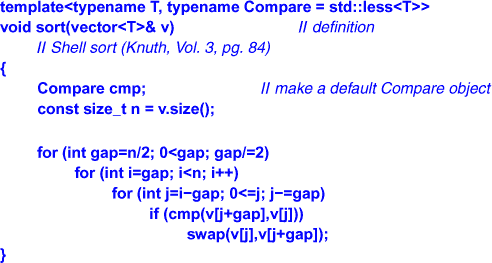 template<typename T, typename Compare = std::less<T>>
void sort(vector<T>& v) // definition
// Shell sort (Knuth, Vol. 3, pg. 84)
{
Compare cmp; // make a default Compare object
const size_t n = v.size();
for (int gap=n/2; 0<gap; gap/=2)
for (int i=gap; i<n; i++)
for (int j=i−gap; 0<=j; j−=gap)
if (cmp(v[j+gap],v[j]))
swap(v[j],v[j+gap]);
}